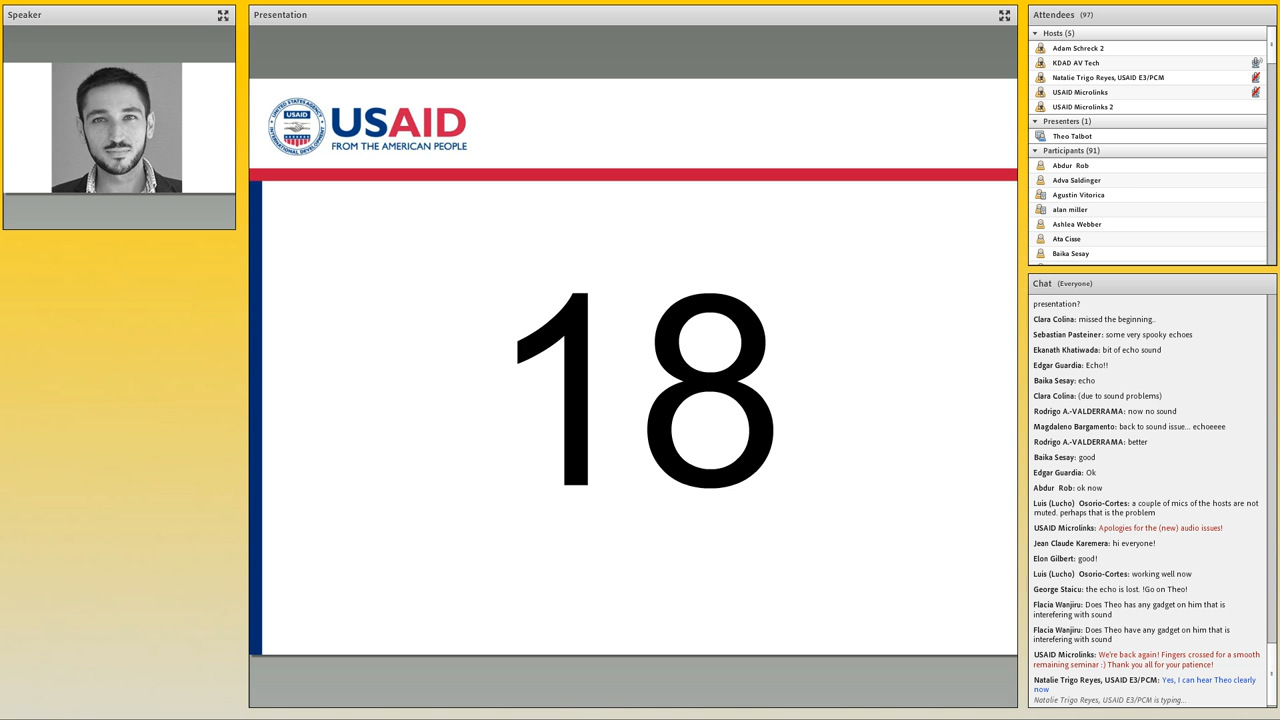 Speaker
Presentation
UNITED STATES AGENCY
INTERNATIONAL DEVELOPMENT
USAID
USAID
FROM THE AMERICAN PEOPLE
18
Attendees (97)
Hosts (5)
Adam Schreck 2
KDAD AV Tech
Natalie Trigo Reyes, USAID E3/PCM
USAID Microlinks
USAID Microlinks 2
Presenters (1)
Theo Talbot
Participants (91)
Abdur Rob
Adva Saldinger
Agustin Vitorica
alan miller
Ashlea Webber
Ata Cisse
Baika Sesay
Chat (Everyone)
presentation?
Clara Colina: missed the beginning..
Sebastian Pasteiner: some very spooky echoes
Ekanath Khatiwada: bit of echo sound
Edgar Guardia: Echo!!
Baika Sesay: echo
Clara Colina: (due to sound problems)
Rodrigo A.-VALDERRAMA: now no sound
Magdaleno Bargamento: back to sound issue... echoeeee
Rodrigo A.-VALDERRAMA: better
Baika Sesay: good
Edgar Guardia: Ok
Abdur Rob: ok now
Luis (Lucho) Osorio-Cortes: a couple of mics of the hosts are not
muted. perhaps that is the problem
USAID Microlinks: Apologies for the (new) audio issues!
Jean Claude Karemera: hi everyone!
Elon Gilbert: good!
Luis (Lucho) Osorio-Cortes: working well now
George Staicu: the echo is lost. !Go on Theo!
Flacia Wanjiru: Does Theo has any gadget on him that is
interefering with sound
Flacia Wanjiru: Does Theo have any gadget on him that is
interefering with sound
USAID Microlinks: We're back again! Fingers crossed for a smooth
remaining seminar :) Thank you all for your patience!
Natalie Trigo Reyes, USAID E3/PCM: Yes, I can hear Theo clearly
now
Natalie Trigo Reyes, USAID E3/PCM is typing...